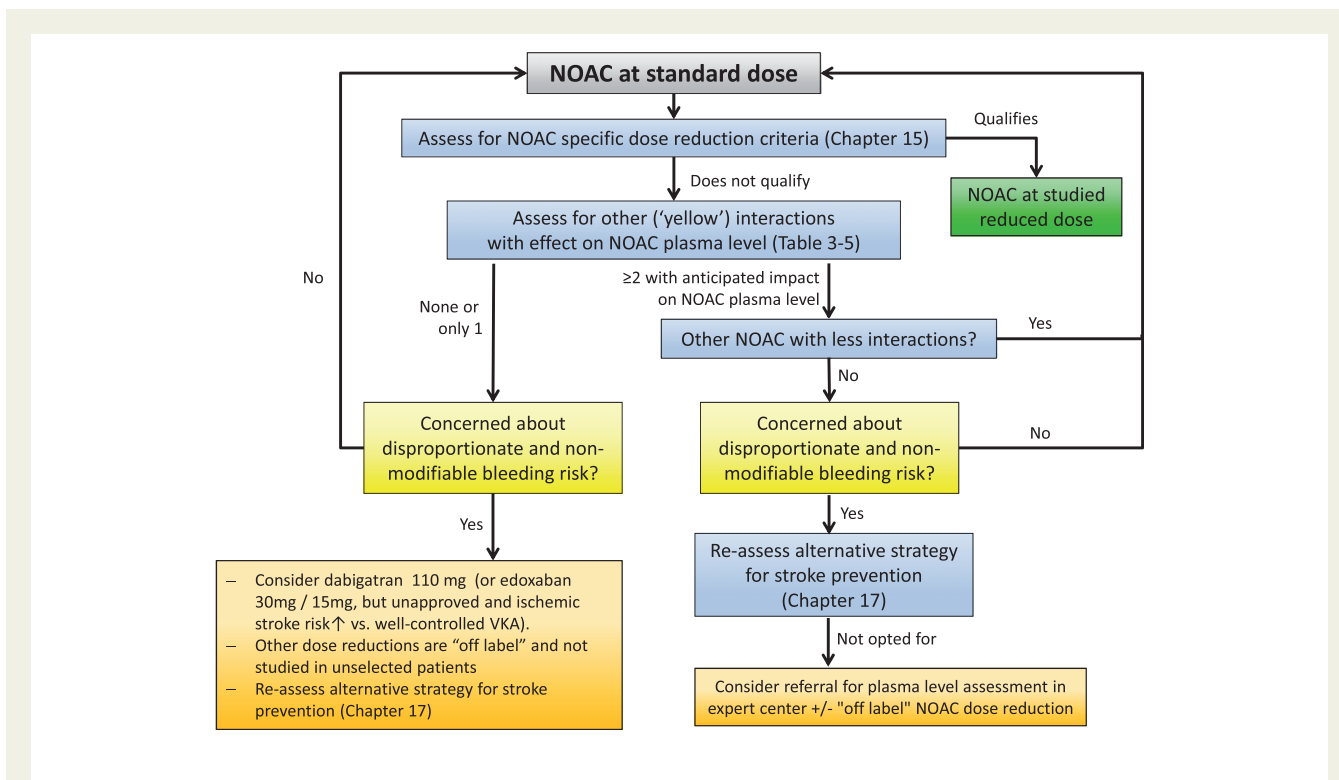 NOAC at standard dose
Assess for NOAC specific dose reduction criteria (Chapter 15)
Qualifies
NOAC at studied
reduced dose
Does not qualify
Assess for other (‘yellow’) interactions
with effect on NOAC plasma level (Table 3-5)
No
None or
only 1
≥2 with anticipated impact
on NOAC plasma level
Other NOAC with less interactions?
Yes
No
Concerned about
disproportionate and non-
modifiable bleeding risk?
Concerned about
disproportionate and non-
modifiable bleeding risk?
No
Yes
– Consider dabigatran 110 mg (or edoxaban
30mg / 15mg, but unapproved and ischemic
stroke risk↑ vs. well-controlled VKA).
– Other dose reductions are “off label” and not
studied in unselected patients
– Re-assess alternative strategy for stroke
prevention (Chapter 17)
Yes
Re-assess alternative strategy
for stroke prevention
(Chapter 17)
Not opted for
Consider referral for plasma level assessment in
expert center +/- "off label" NOAC dose reduction